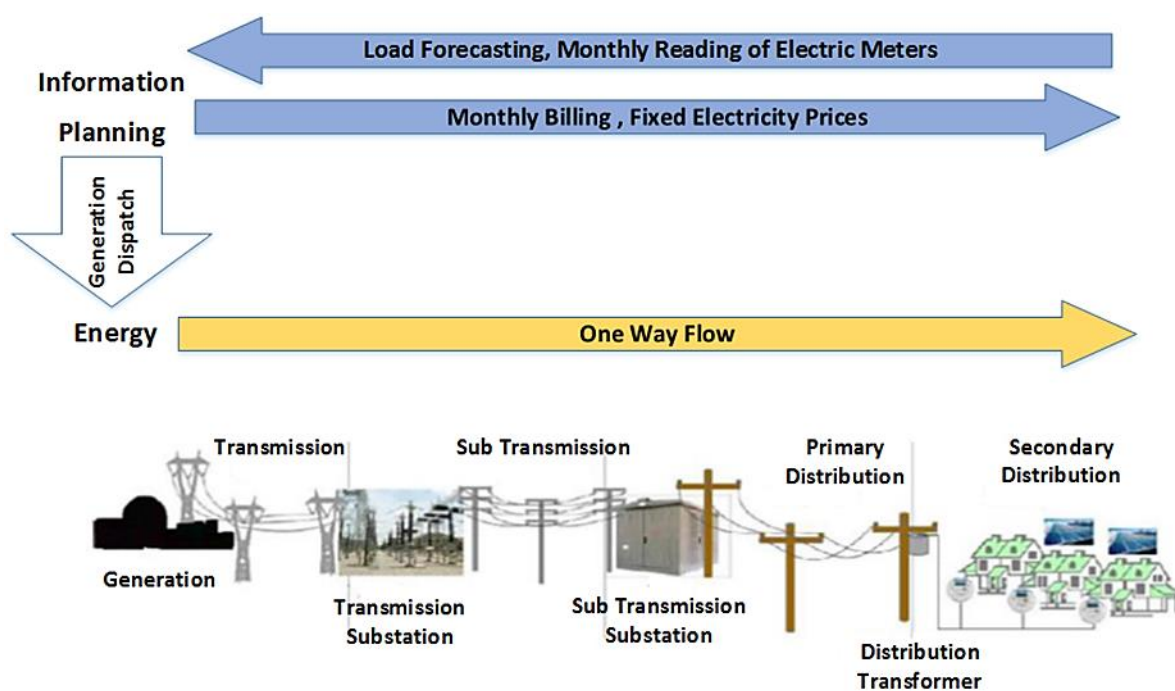 Load Forecasting, Monthly Reading of Electric Meters
Information
Monthly Billing , Fixed Electricity Prices
Planning
Generation
Dispatch
Energy
One Way Flow
Transmission
Sub Transmission
Primary
Distribution
Secondary
Distribution
Generation
Transmission
Substation
Sub Transmission
Substation
Distribution
Transformer